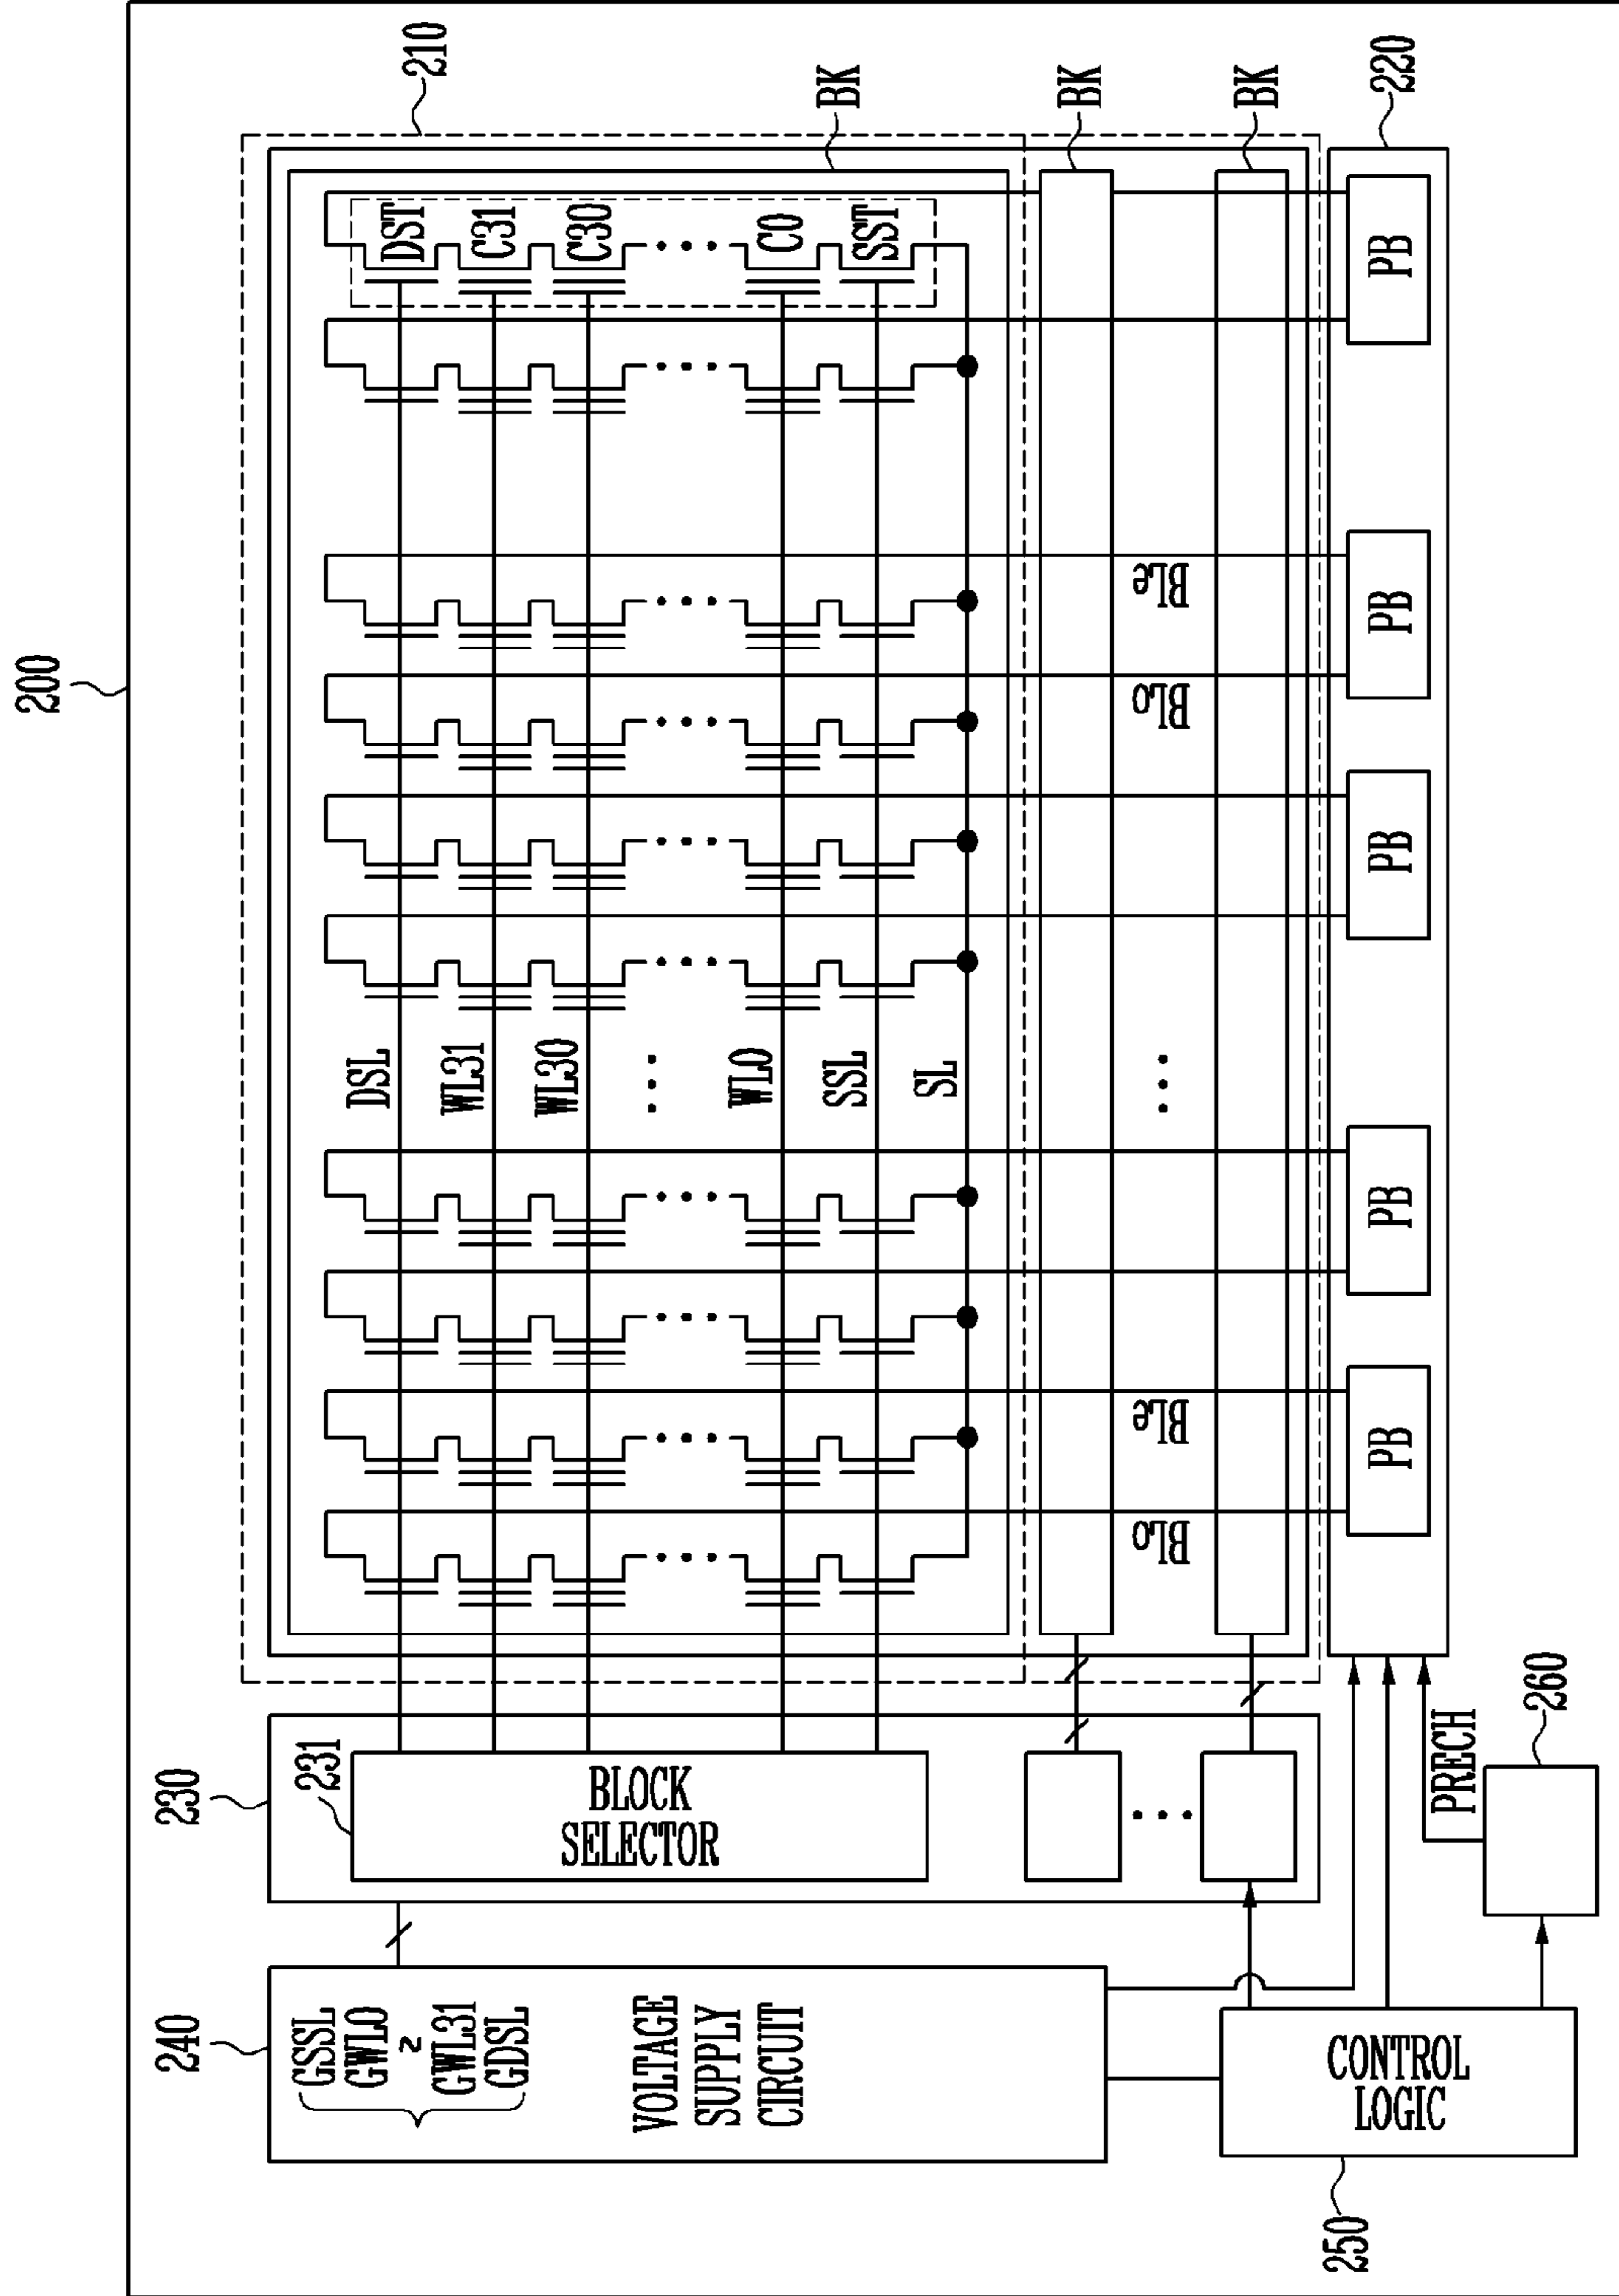 200
240
230
210
GSSL
GWL0
~
GWL31
GDSL
VOLTAGE
SUPPLY
CIRCUIT
231
BLOCK
SELECTOR
DSL
WL31
WL30
WL0
SSL
SL
DST
C31
C30
C0
SST
BK
BK
BLo
BLe
BLo
BLe
BK
PB
PB
PB
PB
PB
220
CONTROL
LOGIC
250
PRECH
260